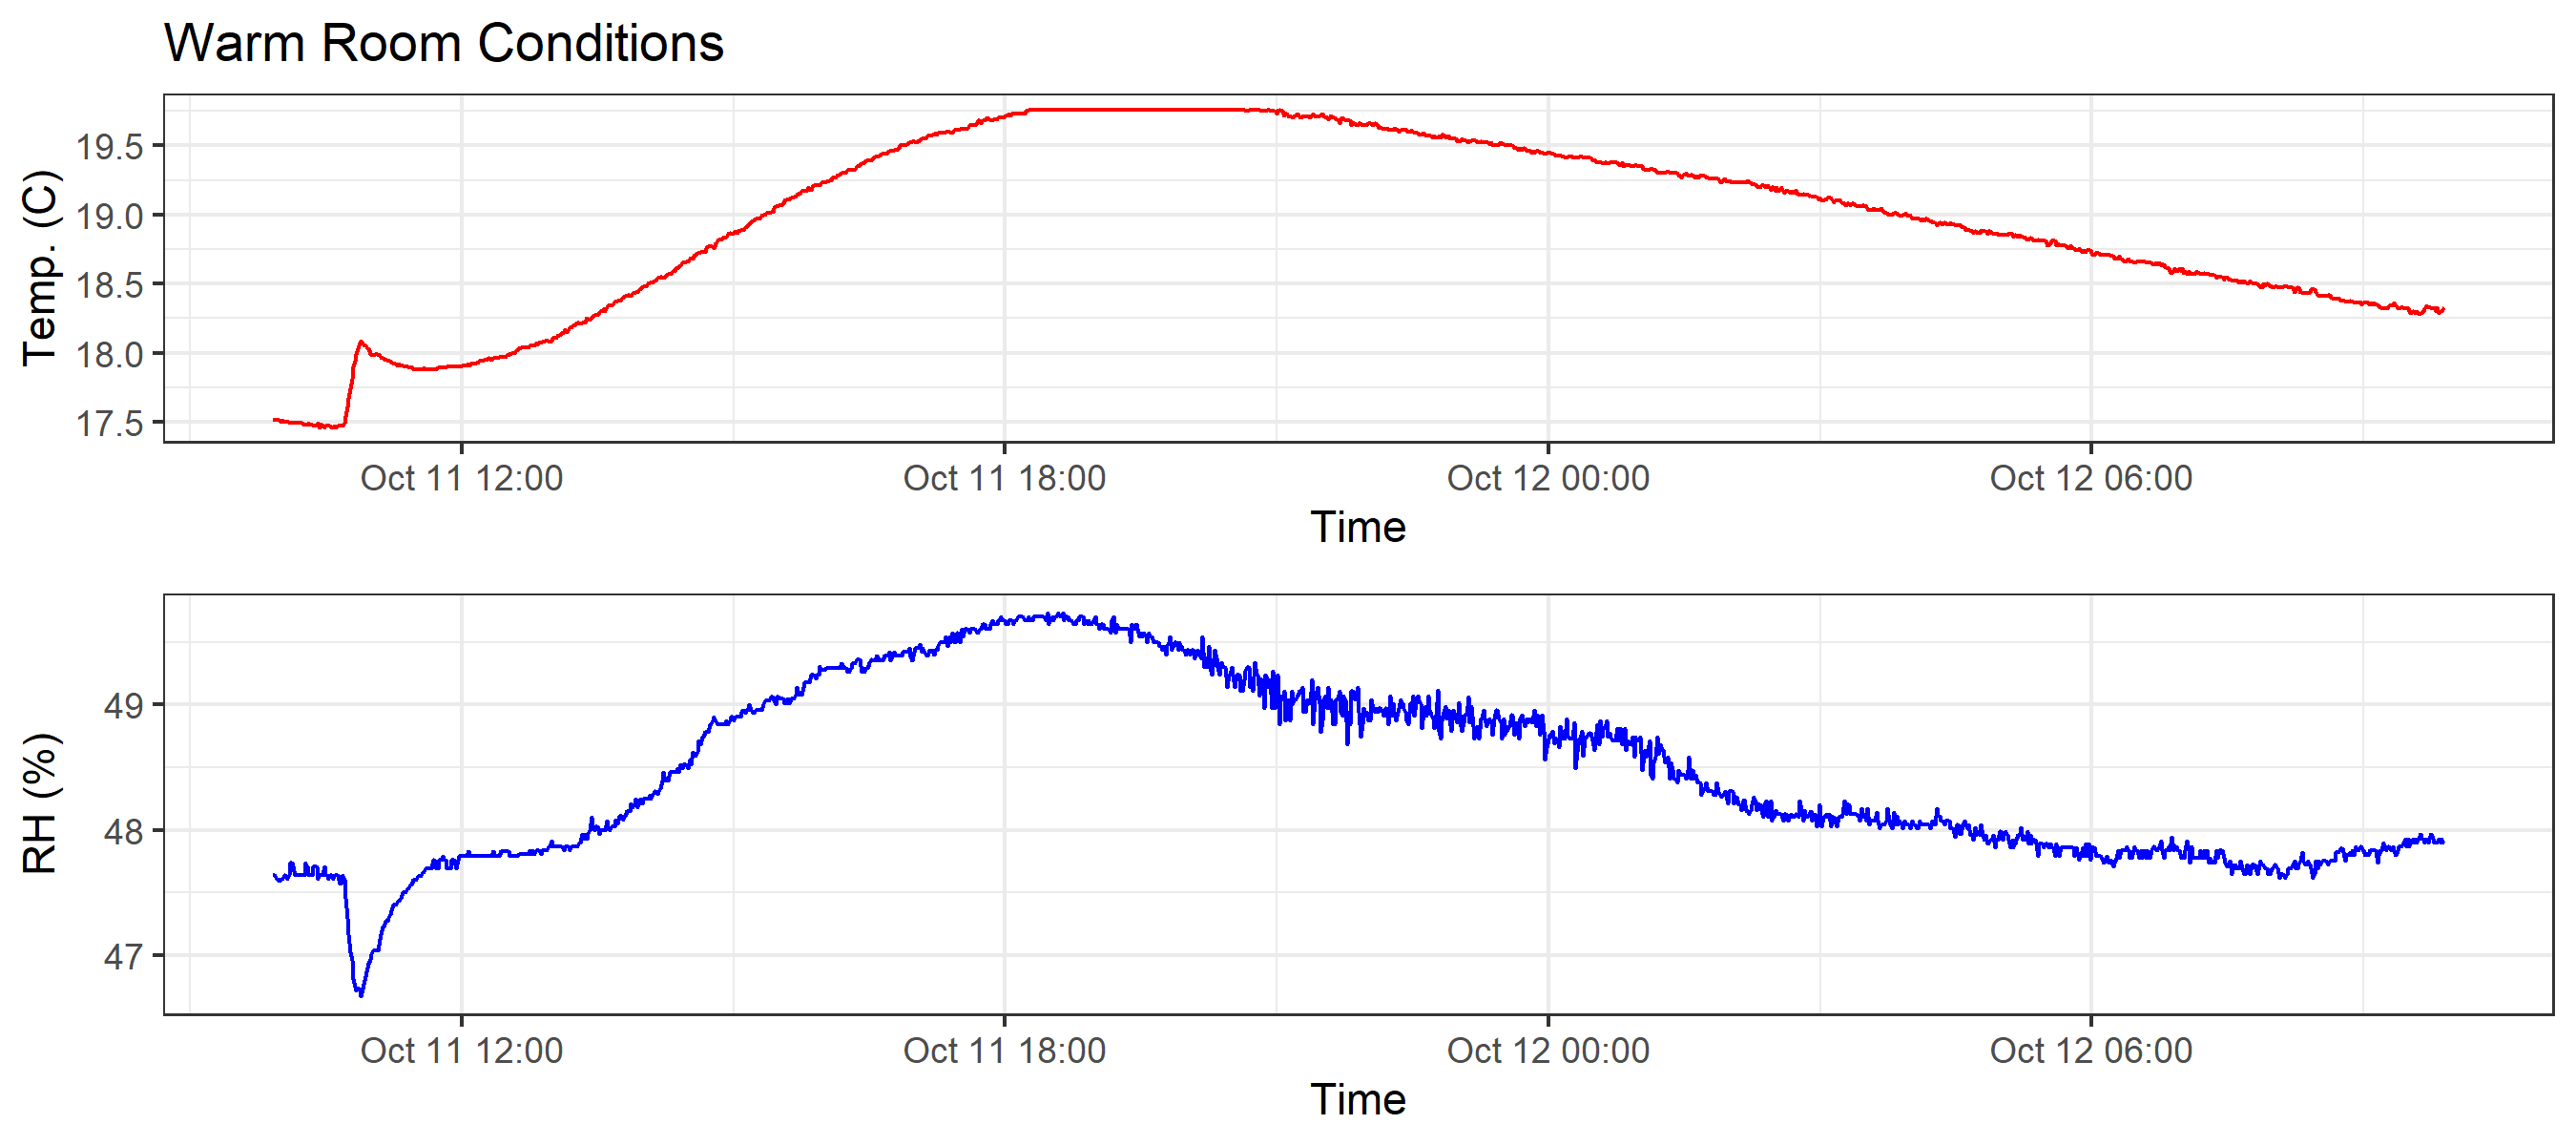 Warm Room Conditions
Temp. (C)
19.5
19.0
18.5
18.0
17.5
Oct 11 12:00 Oct 11 18:00 Oct 12 00:00 Oct 12 06:00
Time
RH (%)
49
48
47
Oct 11 12:00 Oct 11 18:00 Oct 12 00:00 Oct 12 06:00
Time